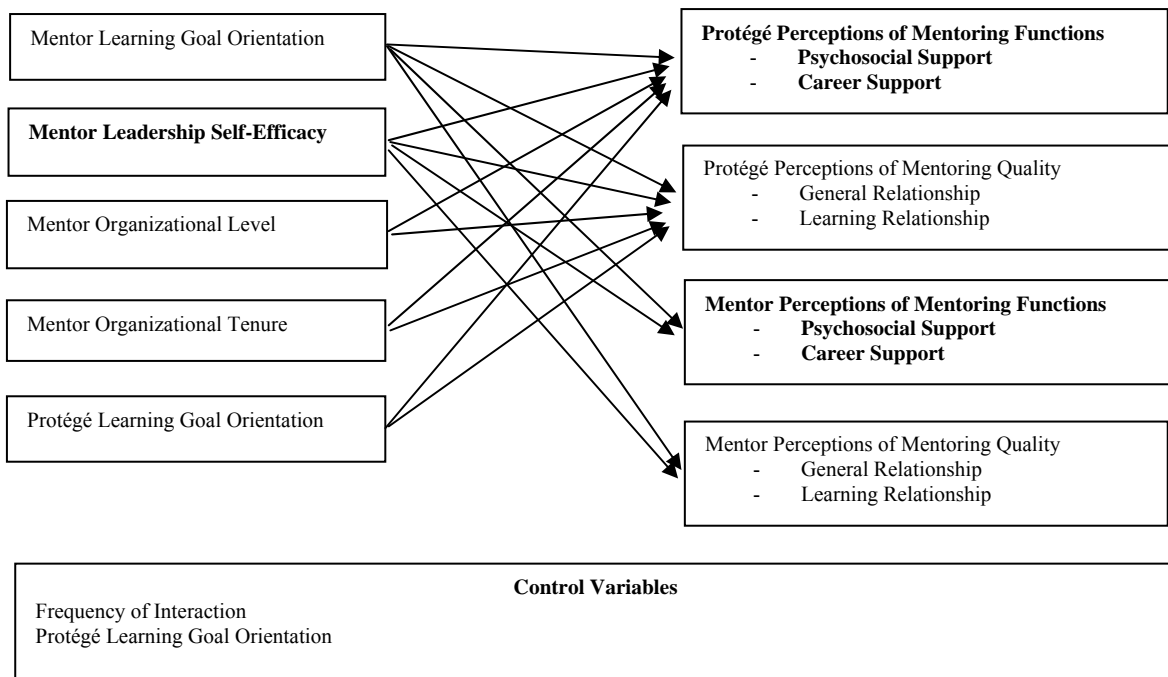 Mentor Learning Goal Orientation
Mentor Leadership Self-Efficacy
Mentor Organizational Level
Mentor Organizational Tenure
Protégé Learning Goal Orientation
Protégé Perceptions of Mentoring Functions
- Psychosocial Support
- Career Support
Protégé Perceptions of Mentoring Quality
- General Relationship
- Learning Relationship
Mentor Perceptions of Mentoring Functions
- Psychosocial Support
- Career Support
Mentor Perceptions of Mentoring Quality
- General Relationship
- Learning Relationship
Control Variables
Frequency of Interaction
Protégé Learning Goal Orientation